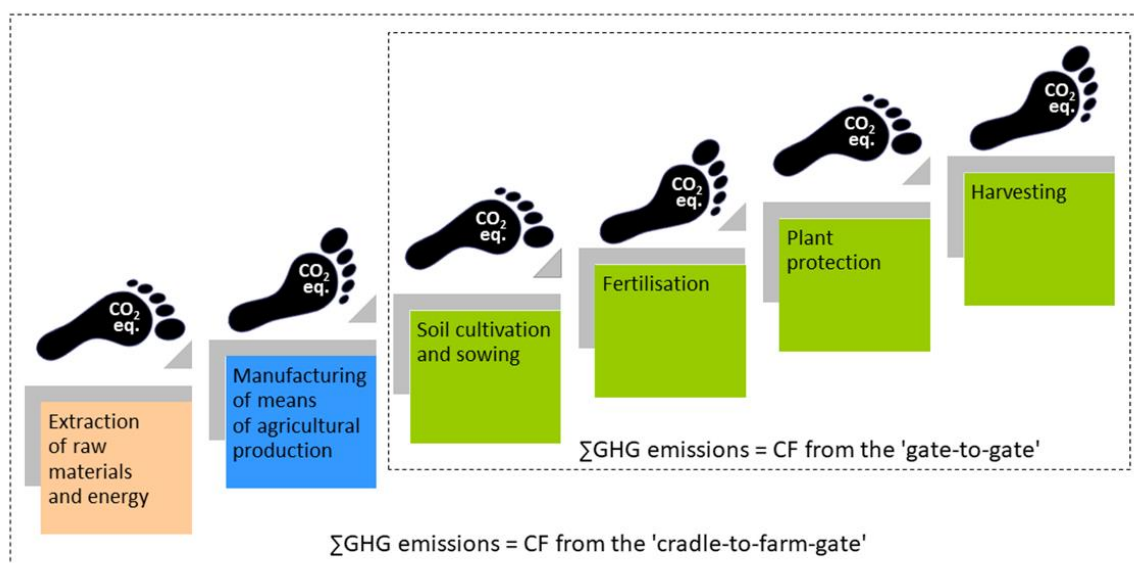 CO₂
eq.
Extraction
of raw
materials
and energy
CO₂
eq.
Manufacturing
of means
of agricultural
production
CO₂
eq.
Soil cultivation
and sowing
CO₂
eq.
Fertilisation
CO₂
eq.
Plant
protection
CO₂
eq.
Harvesting
∑GHG emissions = CF from the 'gate-to-gate'
∑GHG emissions = CF from the 'cradle-to-farm-gate'